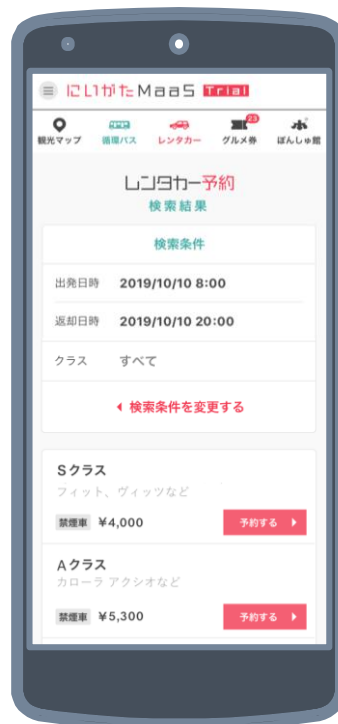 にいがた MaaS Trial
観光マップ 循環バス レンタカー グルメ券 23 ぽんしゅ館
レンタカー予約
検索結果
検索条件
出発日時 2019/10/10 8:00
返却日時 2019/10/10 20:00
クラス すべて
検索条件を変更する
Sクラス
フィット、ヴィッツなど
禁煙車 ¥4,000 予約する
Aクラス
カローラ アクシオなど
禁煙車 ¥5,300 予約する